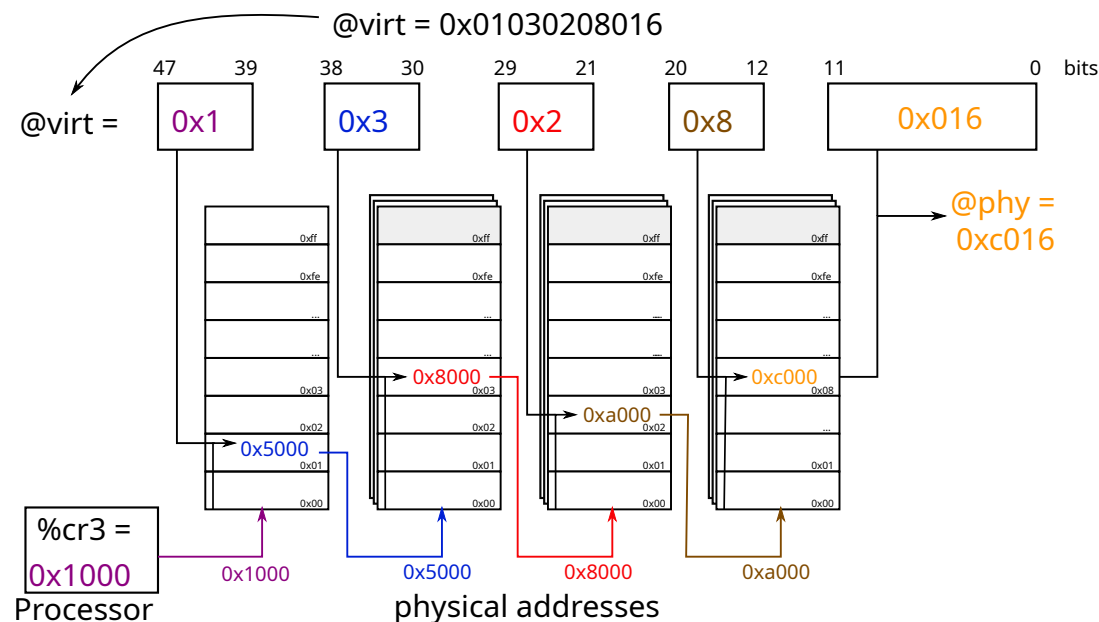 @virt = 0x01030208016
47 39 38 30 29 21 20 12 11 0 bits
@virt = 0x1 0x3 0x2 0x8 0x016
@phy =
0xc016
0xff 0xff 0xff 0xff
0xfe 0xfe 0xfe 0xfe
... ... ... ...
... ... ... ...
0x8000 0xc000
0x03 0x03 0x03 0x08
0xa000
0x02 0x02 0x02 ...
0x5000
0x01 0x01 0x01 0x01
0x00 0x00 0x00 0x00
%cr3 =
0x1000
0x1000 0x5000 0x8000 0xa000
Processor
physical addresses